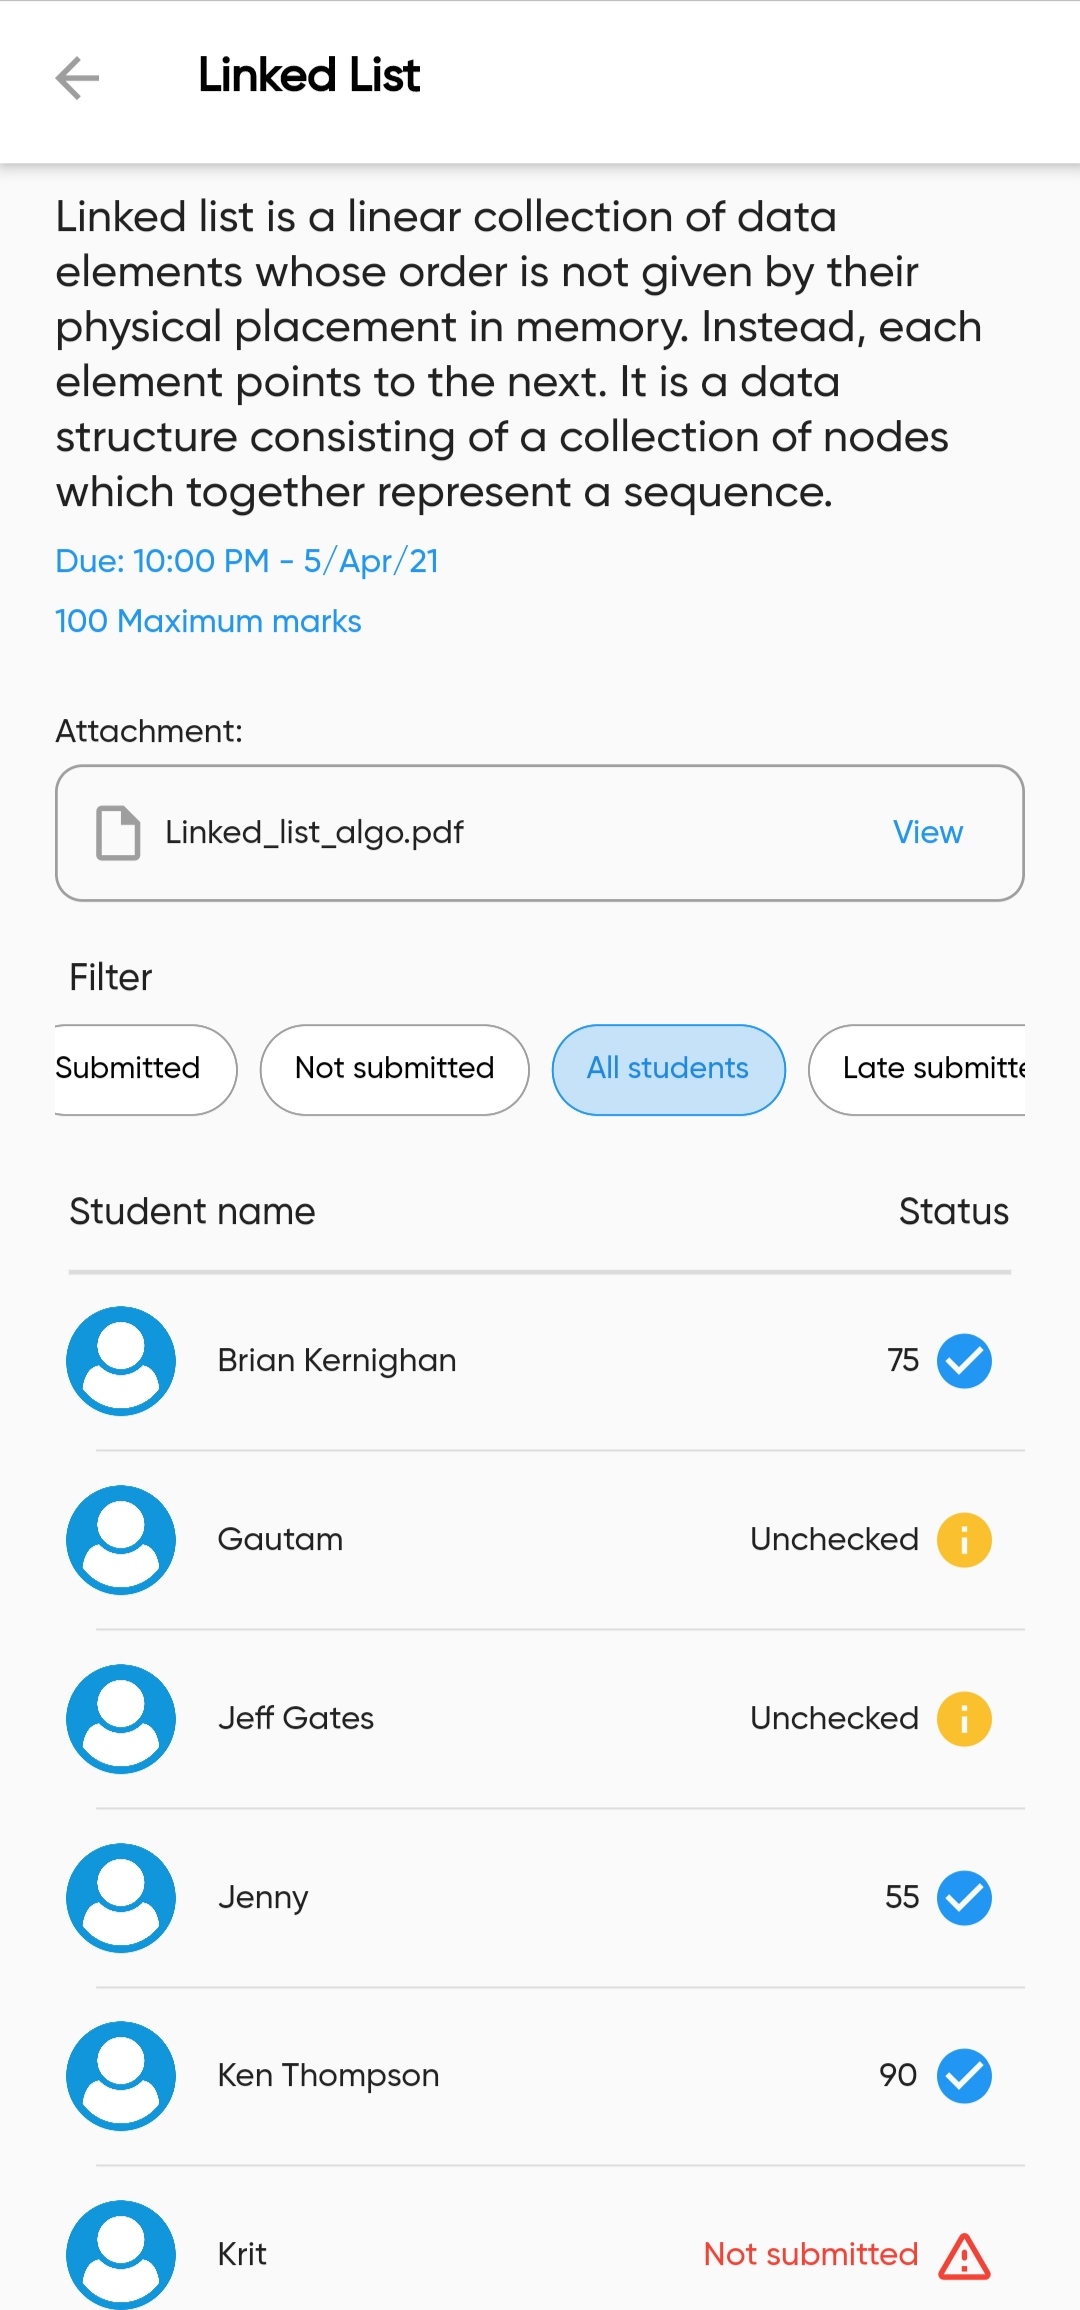 Linked List
Linked list is a linear collection of data
elements whose order is not given by their
physical placement in memory. Instead, each
element points to the next. It is a data
structure consisting of a collection of nodes
which together represent a sequence.
Due: 10:00 PM - 5/Apr/21
100 Maximum marks
Attachment:
Linked_list_algo.pdf View
Filter
Submitted Not submitted All students Late submitte
Student name Status
Brian Kernighan 75
Gautam Unchecked
Jeff Gates Unchecked
Jenny 55
Ken Thompson 90
Krit Not submitted